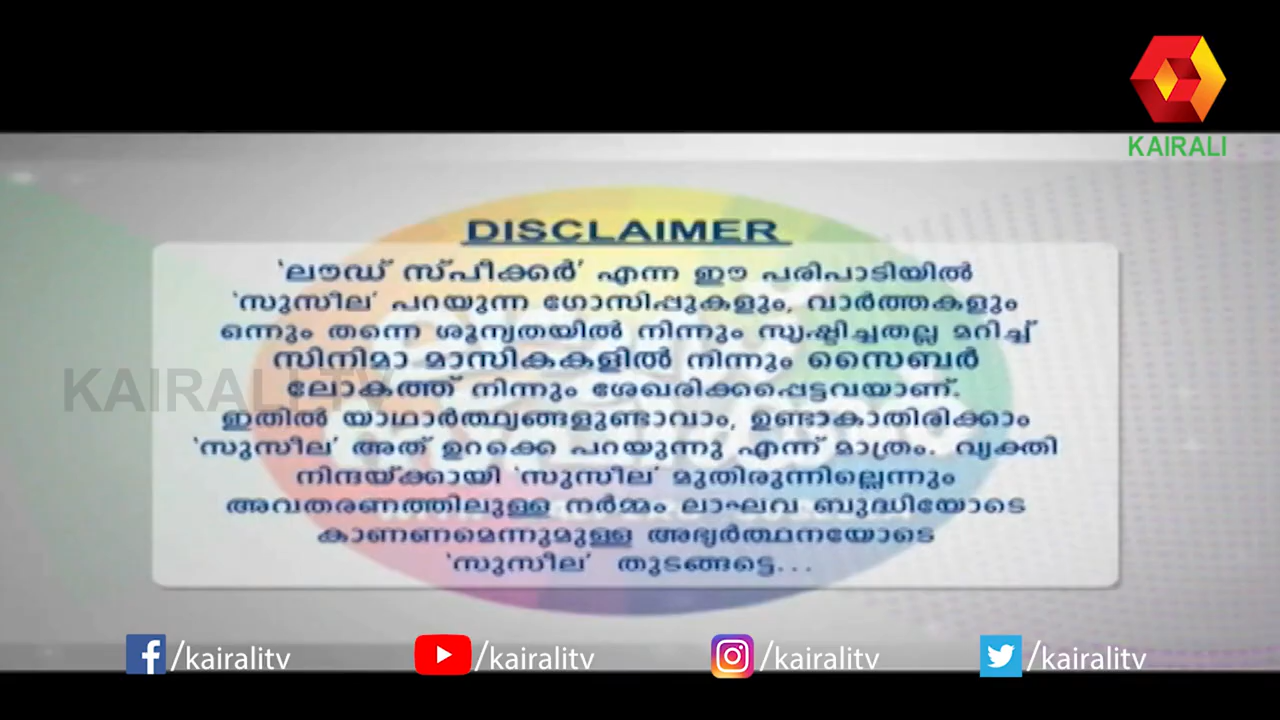 KAIRALI
DISCLAIMER
'ലൗഡ് സ്പീക്കർ' എന്ന ഈ പരിപാടിയിൽ
'സുസീല' പറയുന്ന ഗോസിപ്പുകളും, വാർത്തകളും
ഒന്നും തന്നെ ശൂന്യതയിൽ നിന്നും സൃഷ്ടിച്ചതല്ല മറിച്ച്
സിനിമാ മാസികകളിൽ നിന്നും സൈബർ
ലോകത്ത് നിന്നും ശേഖരിക്കപ്പെട്ടവയാണ്.
ഇതിൽ യാഥാർത്ഥ്യങ്ങളുണ്ടാവാം, ഉണ്ടാകാതിരിക്കാം
'സുസീല' അത് ഉറക്കെ പറയുന്നു എന്ന് മാത്രം. വ്യക്തി
നിന്ദയ്ക്കായി 'സുസീല' മുതിരുന്നില്ലെന്നും
അവതരണത്തിലുള്ള നർമ്മം ലാഘവ ബുദ്ധിയോടെ
കാണണമെന്നുമുള്ള അഭ്യർത്ഥനയോടെ
'സുസീല' തുടങ്ങട്ടെ...
KAIRALI TV
/kairalitv /kairalitv /kairalitv /kairalitv